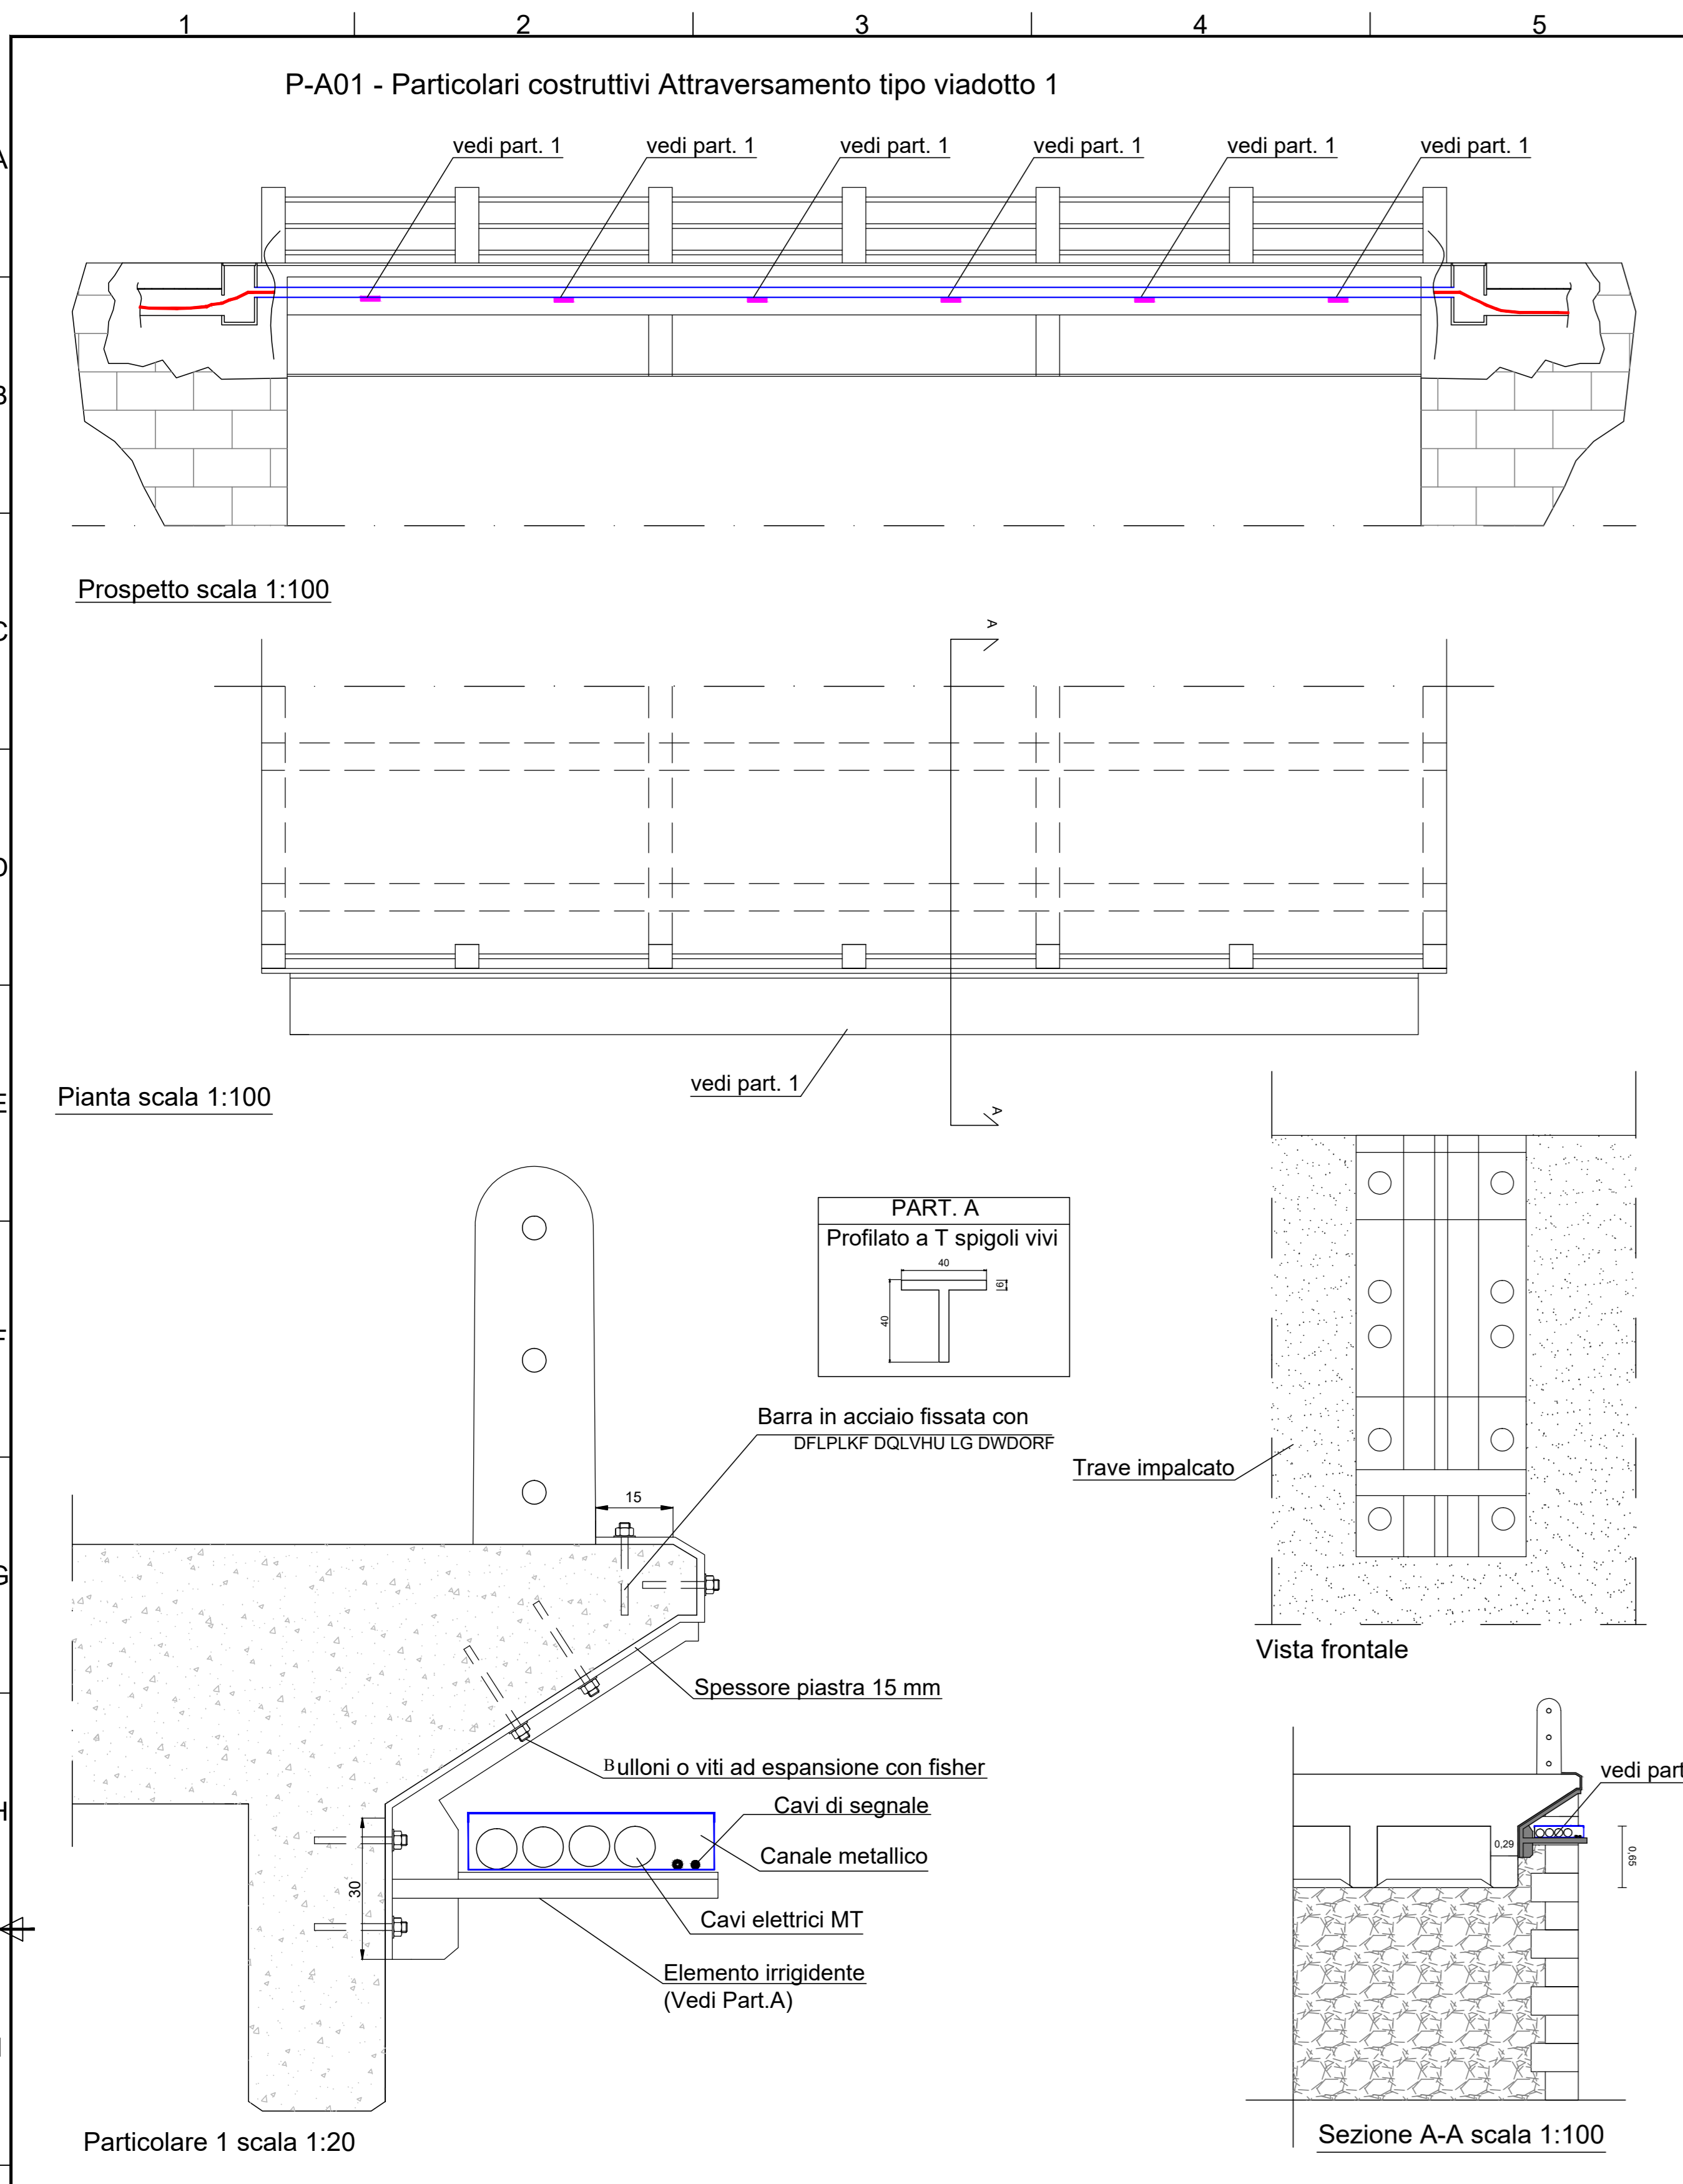 1 2 3 4 5
P-A01 - Particolari costruttivi Attraversamento tipo viadotto 1
A
vedi part. 1 vedi part. 1 vedi part. 1 vedi part. 1 vedi part. 1 vedi part. 1
B
Prospetto scala 1:100
C
A
D
vedi part. 1
E
Pianta scala 1:100
A
PART. A
Profilato a T spigoli vivi
40
6
40
F
Barra in acciaio fissata con
DFLPLKF DQLVHU LG DWDORF
Trave impalcato
15
G
Vista frontale
Spessore piastra 15 mm
Bulloni o viti ad espansione con fisher
vedi part
H
Cavi di segnale
0,29
0,65
Canale metallico
30
Cavi elettrici MT
Elemento irrigidente
(Vedi Part.A)
Sezione A-A scala 1:100
Particolare 1 scala 1:20